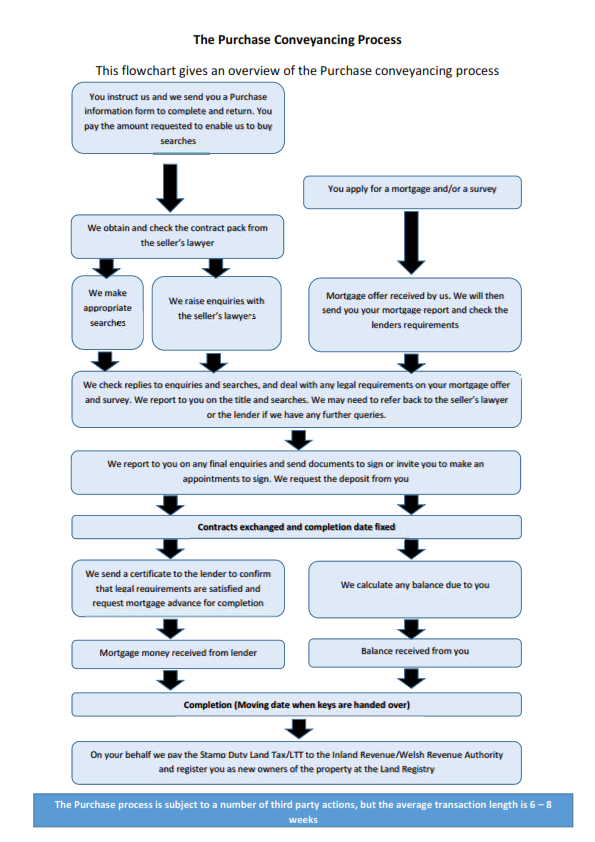 The Purchase Conveyancing Process
This flowchart gives an overview of the Purchase conveyancing process
You instruct us and we send you a Purchase
information form to complete and return. You
pay the amount requested to enable us to buy
searches
You apply for a mortgage and/or a survey
We obtain and check the contract pack from
the seller's lawyer
We make
appropriate
searches
We raise enquiries with
the seller's lawyers
Mortgage offer received by us. We will then
send you your mortgage report and check the
lenders requirements
We check replies to enquiries and searches, and deal with any legal requirements on your mortgage offer
and survey. We report to you on the title and searches. We may need to refer back to the seller's lawyer
or the lender if we have any further queries.
We report to you on any final enquiries and send documents to sign or invite you to make an
appointments to sign. We request the deposit from you
Contracts exchanged and completion date fixed
We send a certificate to the lender to confirm
that legal requirements are satisfied and
request mortgage advance for completion
We calculate any balance due to you
Mortgage money received from lender
Balance received from you
Completion (Moving date when keys are handed over)
On your behalf we pay the Stamp Duty Land Tax/LTT to the Inland Revenue/Welsh Revenue Authority
and register you as new owners of the property at the Land Registry
The Purchase process is subject to a number of third party actions, but the average transaction length is 6 – 8
weeks